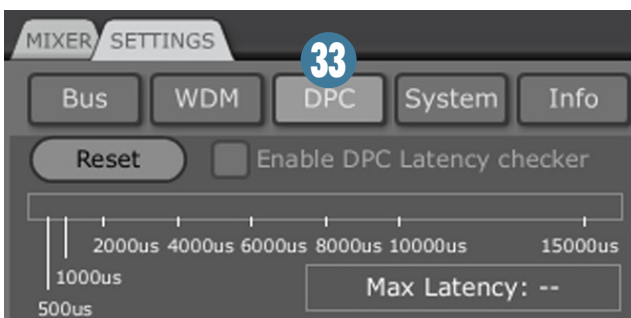 MIXER SETTINGS
33
Bus WDM DPC System Info
Reset Enable DPC Latency checker
2000us 4000us 6000us 8000us 10000us 15000us
1000us
Max Latency: --
500us